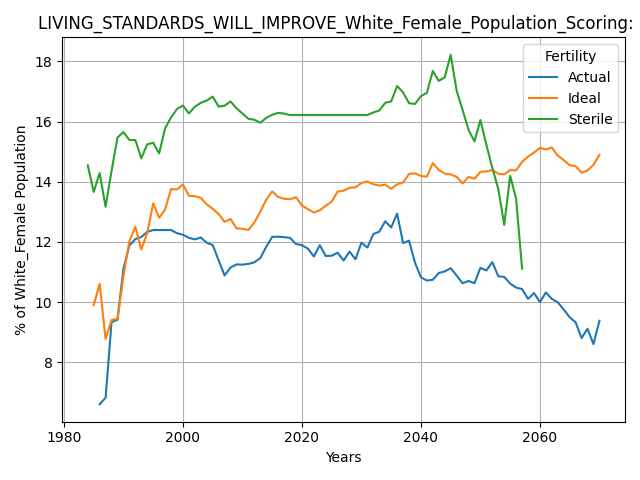 LIVING_STANDARDS_WILL_IMPROVE_White_Female_Population_Scoring:
Fertility
Actual
Ideal
Sterile
% of White_Female Population
18
16
14
12
10
8
1980 2000 2020 2040 2060
Years